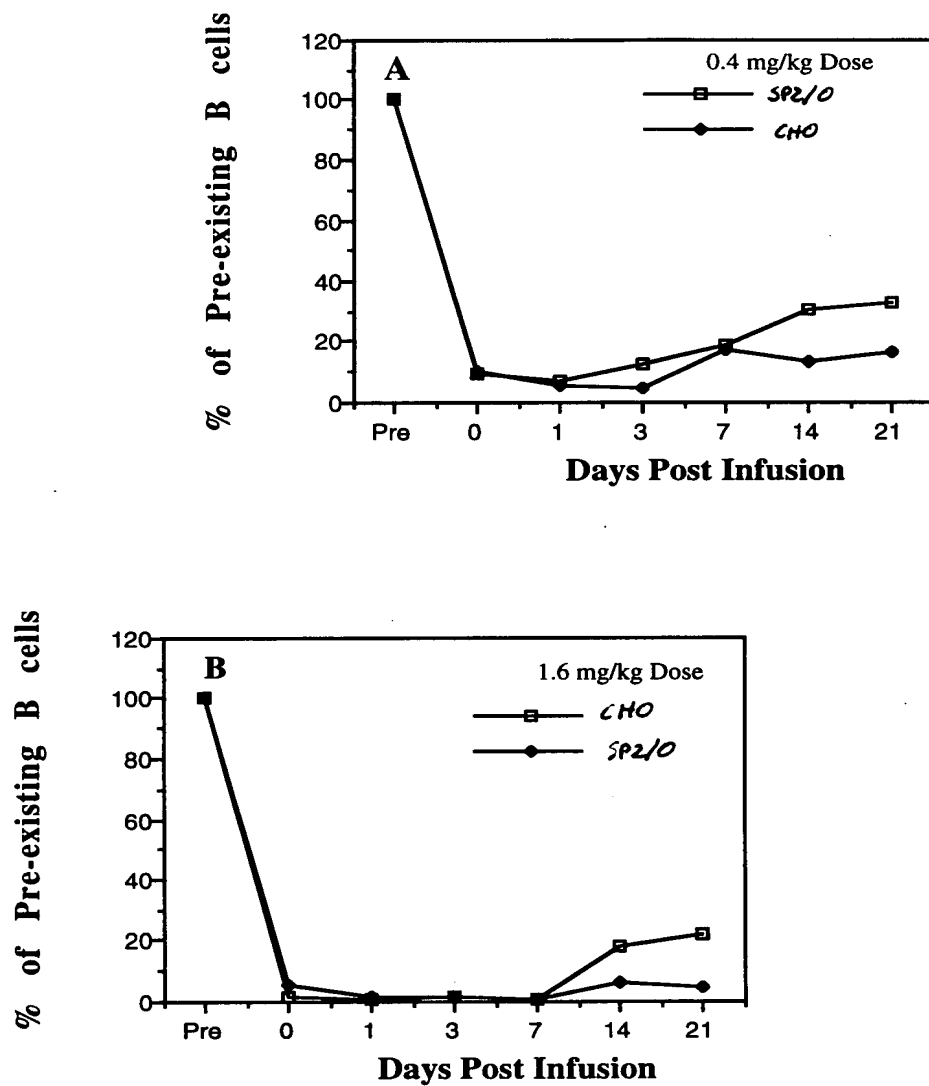 % of Pre-existing B cells
120
100
80
60
40
20
0
A
0.4 mg/kg Dose
SP2/0
CHO
Pre 0 1 3 7 14 21
Days Post Infusion
% of Pre-existing B cells
120
100
80
60
40
20
0
B
1.6 mg/kg Dose
CHO
SP2/0
Pre 0 1 3 7 14 21
Days Post Infusion